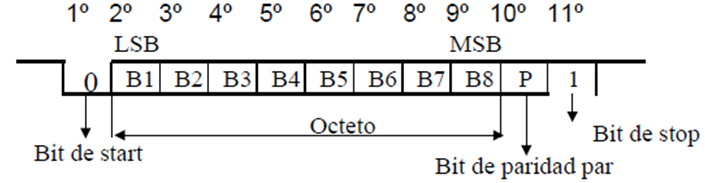 1º 2º 3º 4º 5º 6º 7º 8º 9º 10º 11º
LSB MSB
0 B1 B2 B3 B4 B5 B6 B7 B8 P 1
Octeto
Bit de stop
Bit de start
Bit de paridad par